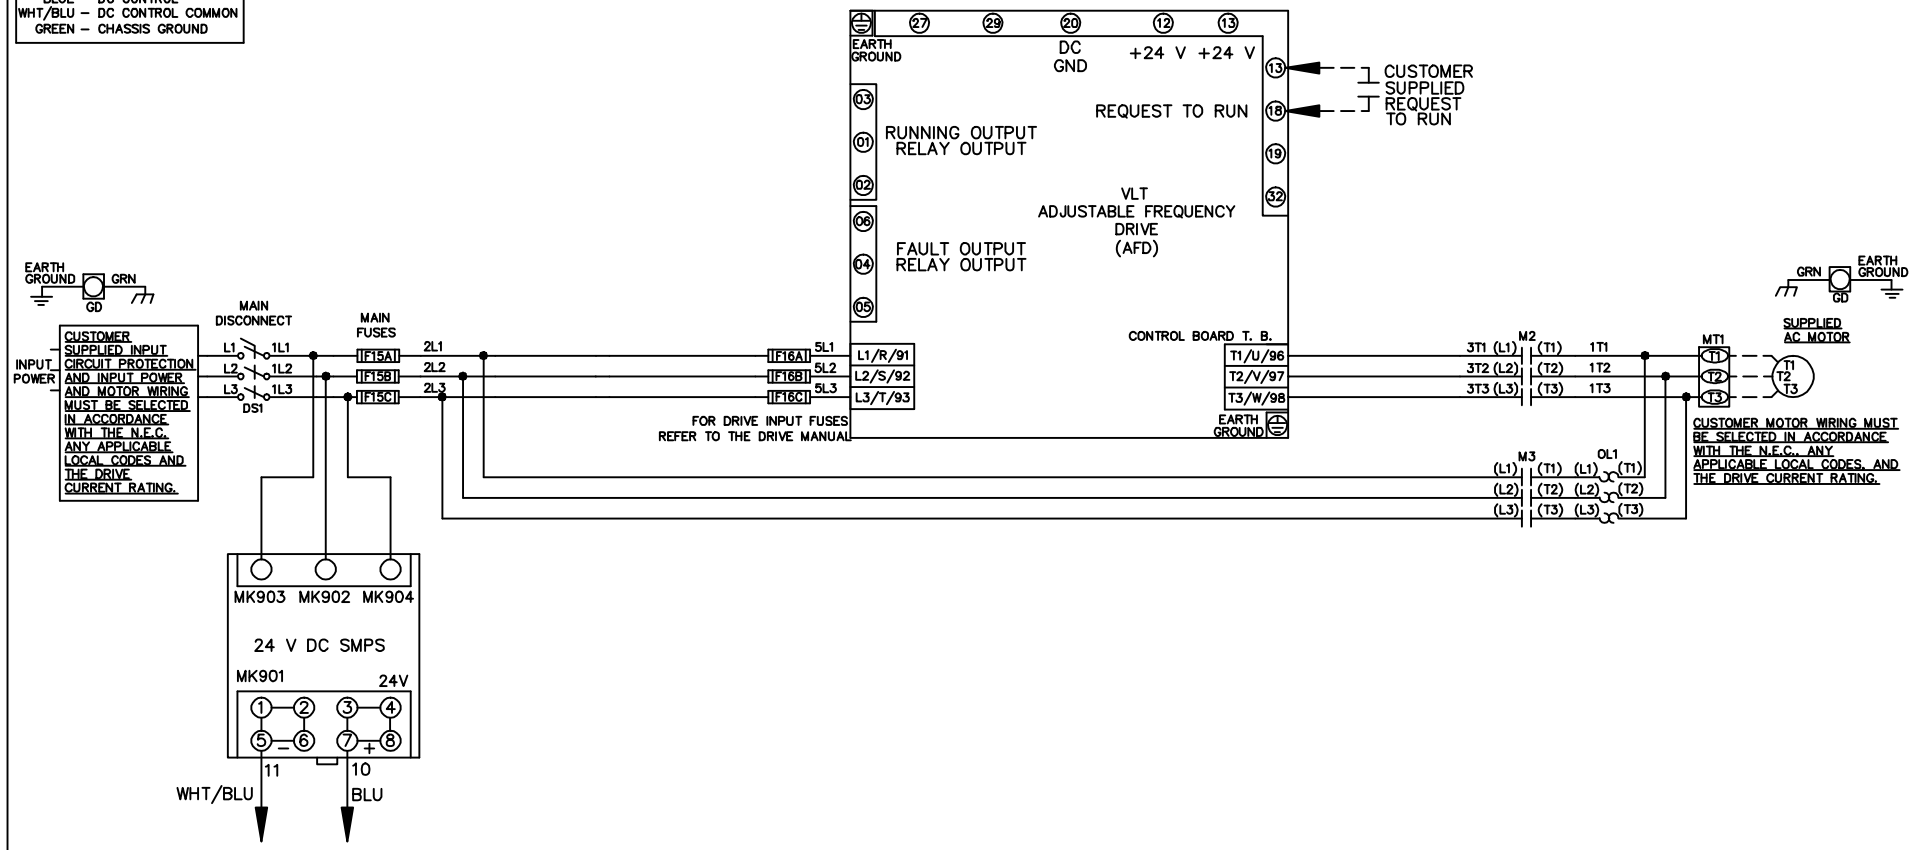 WHT/BLU – DC CONTROL COMMON
GREEN – CHASSIS GROUND
27
29
20
12
13
EARTH
GROUND
DC
GND
+24 V
+24 V
13
18
19
32
REQUEST TO RUN
CUSTOMER
SUPPLIED
REQUEST
TO RUN
03
01
02
RUNNING OUTPUT
RELAY OUTPUT
06
04
05
FAULT OUTPUT
RELAY OUTPUT
VLT
ADJUSTABLE FREQUENCY
DRIVE
(AFD)
EARTH
GROUND
GRN
GD
INPUT
POWER
CUSTOMER
SUPPLIED INPUT
CIRCUIT PROTECTION
AND INPUT POWER
AND MOTOR WIRING
MUST BE SELECTED
IN ACCORDANCE
WITH THE N.E.C.
ANY APPLICABLE
LOCAL CODES AND
THE DRIVE
CURRENT RATING.
MAIN
DISCONNECT
L1
1L1
L2
1L2
L3
1L3
DS1
MAIN
FUSES
F15A
F15B
F15C
2L1
2L2
2L3
F16A
F16B
F16C
5L1
5L2
5L3
L1/R/91
L2/S/92
L3/T/93
FOR DRIVE INPUT FUSES
REFER TO THE DRIVE MANUAL
CONTROL BOARD T. B.
T1/U/96
T2/V/97
T3/W/98
EARTH
GROUND
M2
3T1 (L1) (T1) 1T1
3T2 (L2) (T2) 1T2
3T3 (L3) (T3) 1T3
M3
OL1
(L1) (T1) (L1) (T1)
(L2) (T2) (L2) (T2)
(L3) (T3) (L3) (T3)
MT1
T1
T2
T3
T1
T2
T3
GRN
GD
EARTH
GROUND
SUPPLIED
AC MOTOR
CUSTOMER MOTOR WIRING MUST
BE SELECTED IN ACCORDANCE
WITH THE N.E.C., ANY
APPLICABLE LOCAL CODES, AND
THE DRIVE CURRENT RATING.
MK903 MK902 MK904
24 V DC SMPS
MK901
24V
1 2 3 4
5 – 6 7 + 8
11
10
WHT/BLU
BLU